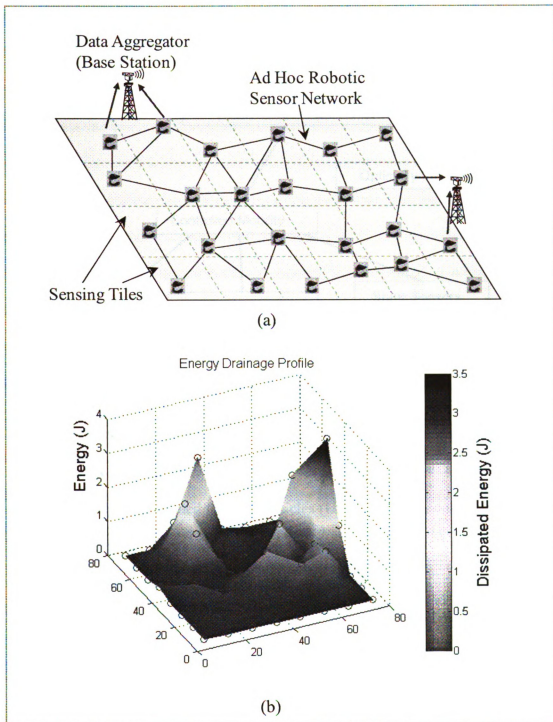 Data Aggregator
(Base Station)
Ad Hoc Robotic
Sensor Network
Sensing Tiles
(a)
Energy Drainage Profile
Energy (J)
4
3
2
1
0
80
60
40
20
0
0
20
40
60
80
3.5
3
2.5
2
1.5
1
0.5
0
Dissipated Energy (J)
(b)